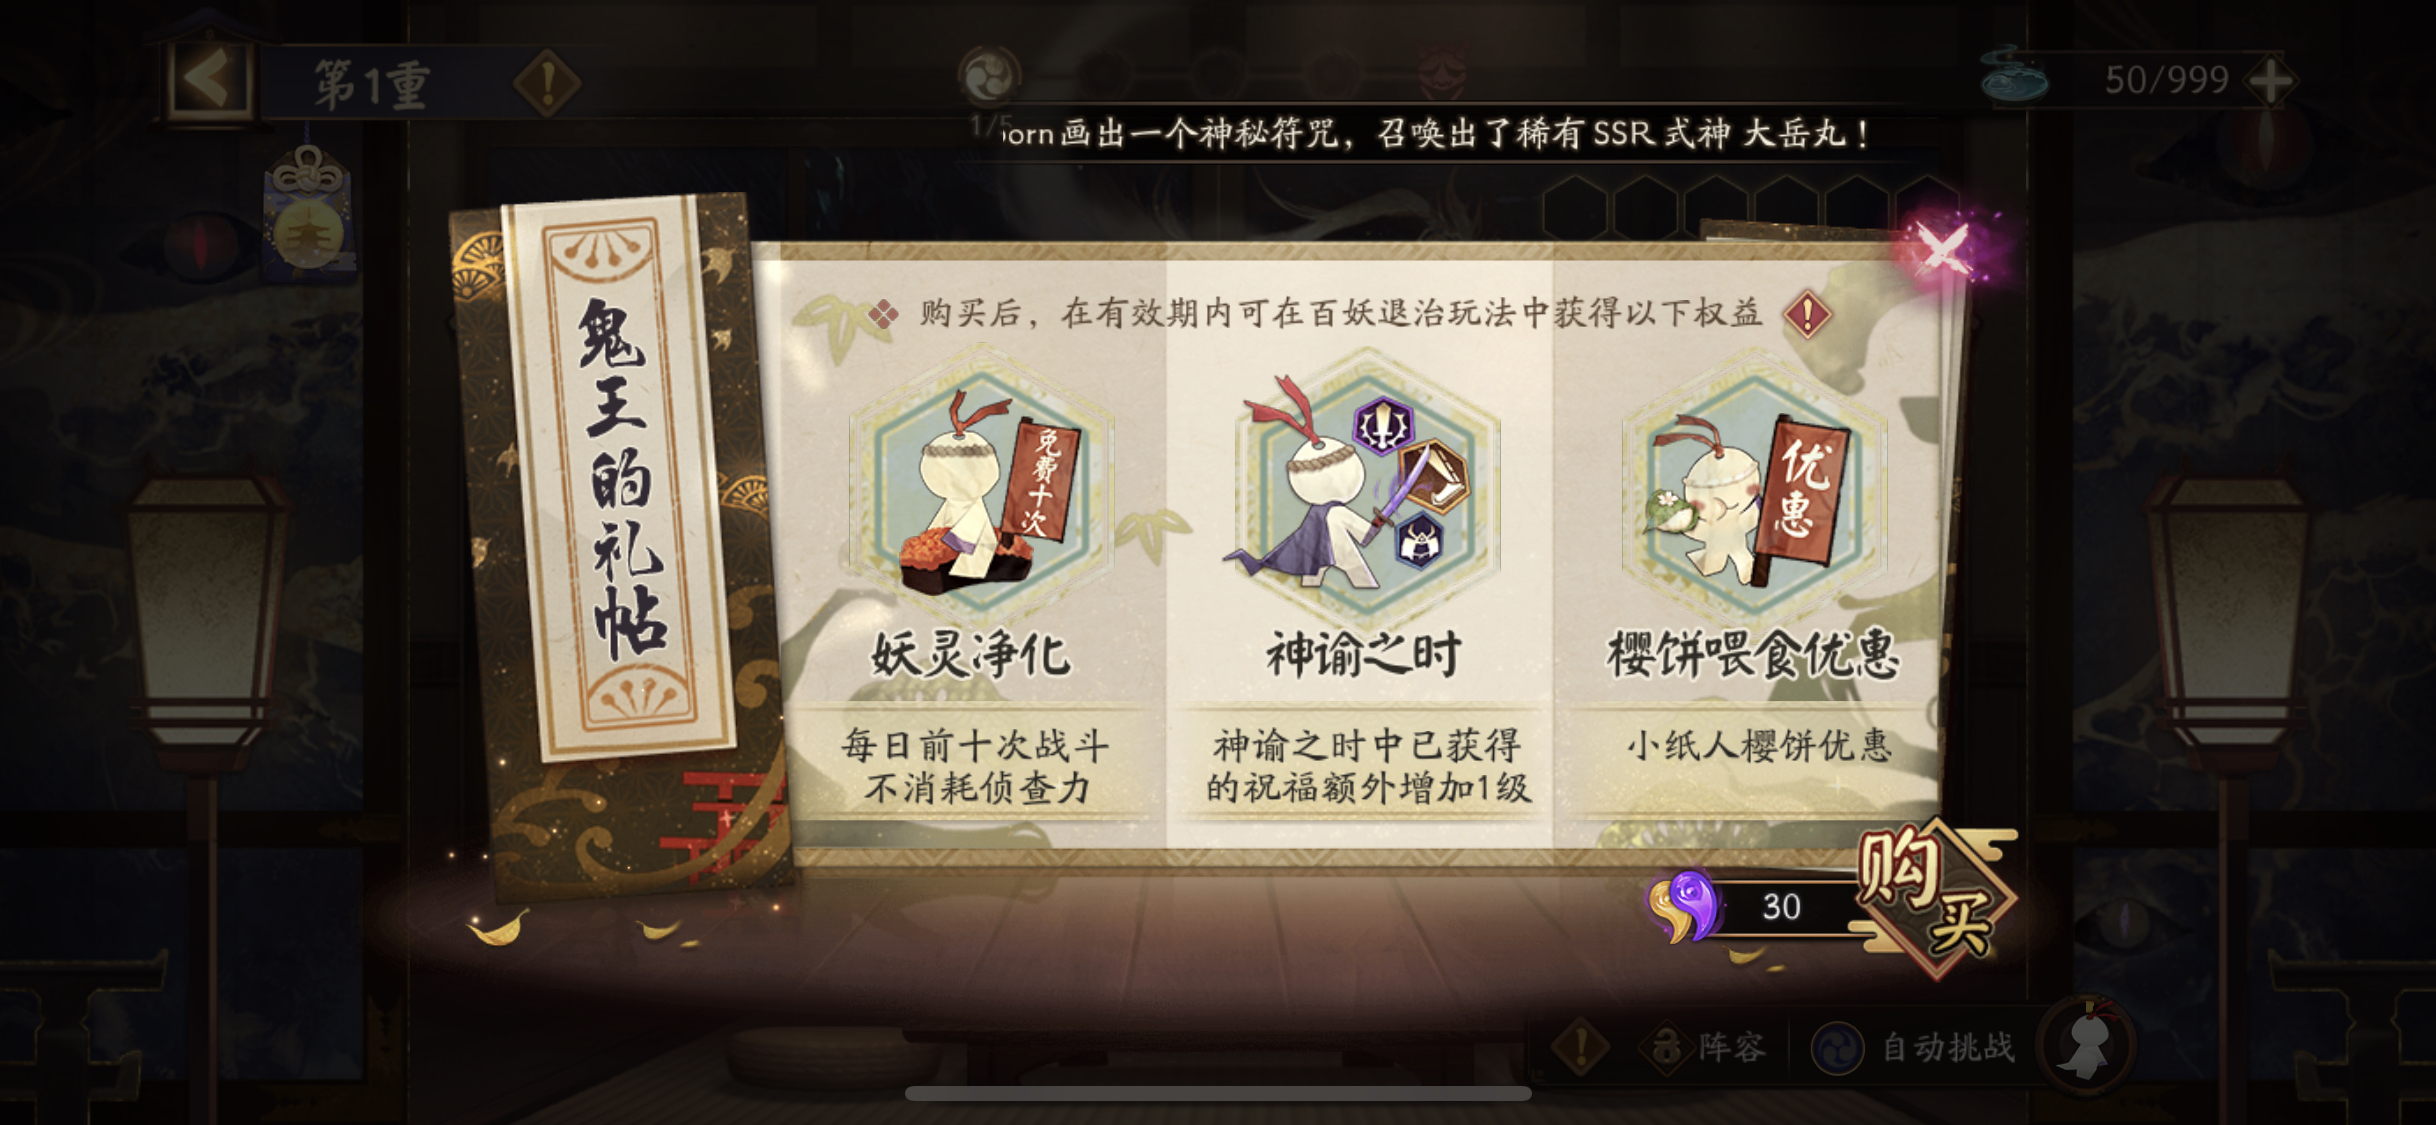 第1重
50/999
1/5
orn画出一个神秘符咒，召唤出了稀有SSR式神 大岳丸！
鬼王的礼帖
购买后，在有效期内可在百妖退治玩法中获得以下权益
免费十次
优惠
妖灵净化
神谕之时
樱饼喂食优惠
每日前十次战斗
不消耗侦查力
神谕之时中已获得
的祝福额外增加1级
小纸人樱饼优惠
30
购买
阵容
自动挑战